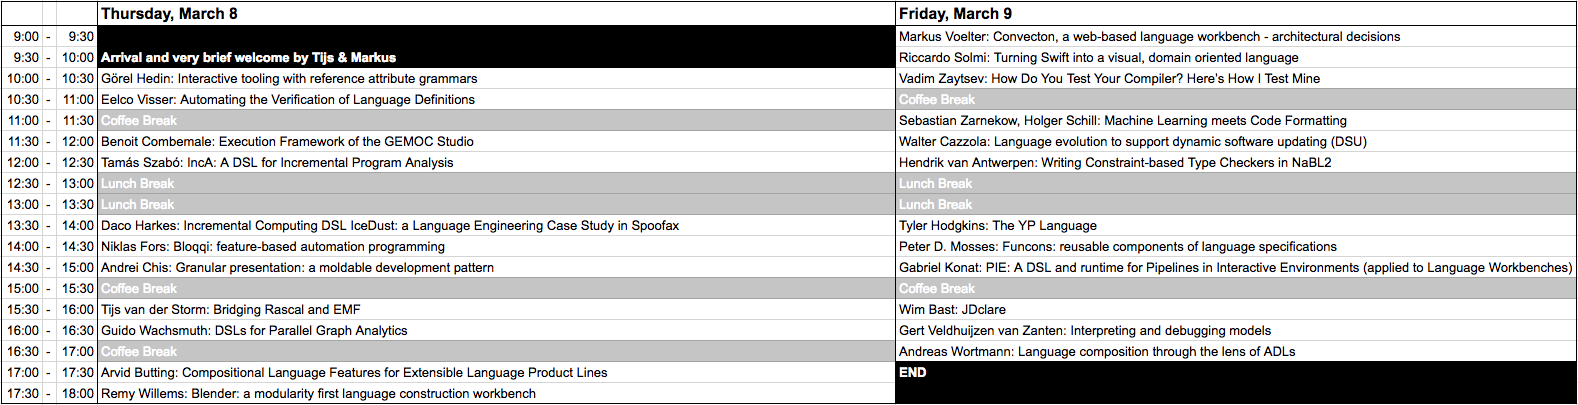 Thursday, March 8 Friday, March 9
9:00 - 9:30 Markus Voelter: Convecton, a web-based language workbench - architectural decisions
9:30 - 10:00 Arrival and very brief welcome by Tijs & Markus Riccardo Solmi: Turning Swift into a visual, domain oriented language
10:00 - 10:30 Görel Hedin: Interactive tooling with reference attribute grammars Vadim Zaytsev: How Do You Test Your Compiler? Here's How I Test Mine
10:30 - 11:00 Eelco Visser: Automating the Verification of Language Definitions Coffee Break
11:00 - 11:30 Coffee Break Sebastian Zarnekow, Holger Schill: Machine Learning meets Code Formatting
11:30 - 12:00 Benoit Combemale: Execution Framework of the GEMOC Studio Walter Cazzola: Language evolution to support dynamic software updating (DSU)
12:00 - 12:30 Tamás Szabó: IncA: A DSL for Incremental Program Analysis Hendrik van Antwerpen: Writing Constraint-based Type Checkers in NaBL2
12:30 - 13:00 Lunch Break Lunch Break
13:00 - 13:30 Lunch Break Lunch Break
13:30 - 14:00 Daco Harkes: Incremental Computing DSL IceDust: a Language Engineering Case Study in Spoofax Tyler Hodgkins: The YP Language
14:00 - 14:30 Niklas Fors: Bloqqi: feature-based automation programming Peter D. Mosses: Funcons: reusable components of language specifications
14:30 - 15:00 Andrei Chis: Granular presentation: a moldable development pattern Gabriel Konat: PIE: A DSL and runtime for Pipelines in Interactive Environments (applied to Language Workbenches)
15:00 - 15:30 Coffee Break Coffee Break
15:30 - 16:00 Tijs van der Storm: Bridging Rascal and EMF Wim Bast: JDclare
16:00 - 16:30 Guido Wachsmuth: DSLs for Parallel Graph Analytics Gert Veldhuijzen van Zanten: Interpreting and debugging models
16:30 - 17:00 Coffee Break Andreas Wortmann: Language composition through the lens of ADLs
17:00 - 17:30 Arvid Butting: Compositional Language Features for Extensible Language Product Lines END
17:30 - 18:00 Remy Willems: Blender: a modularity first language construction workbench